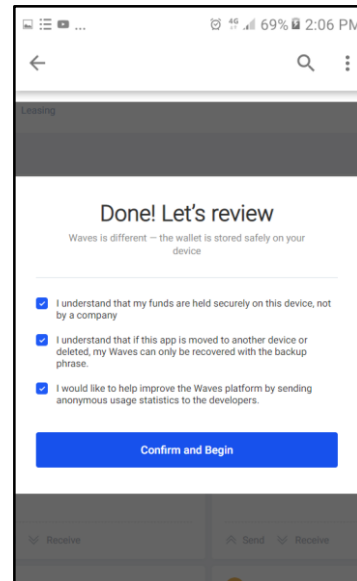 ... 4G 69% 2:06 PM
Leasing
Done! Let's review
Waves is different – the wallet is stored safely on your
device
I understand that my funds are held securely on this device, not
by a company
I understand that if this app is moved to another device or
deleted, my Waves can only be recovered with the backup
phrase.
I would like to help improve the Waves platform by sending
anonymous usage statistics to the developers.
Confirm and Begin
Receive Send Receive